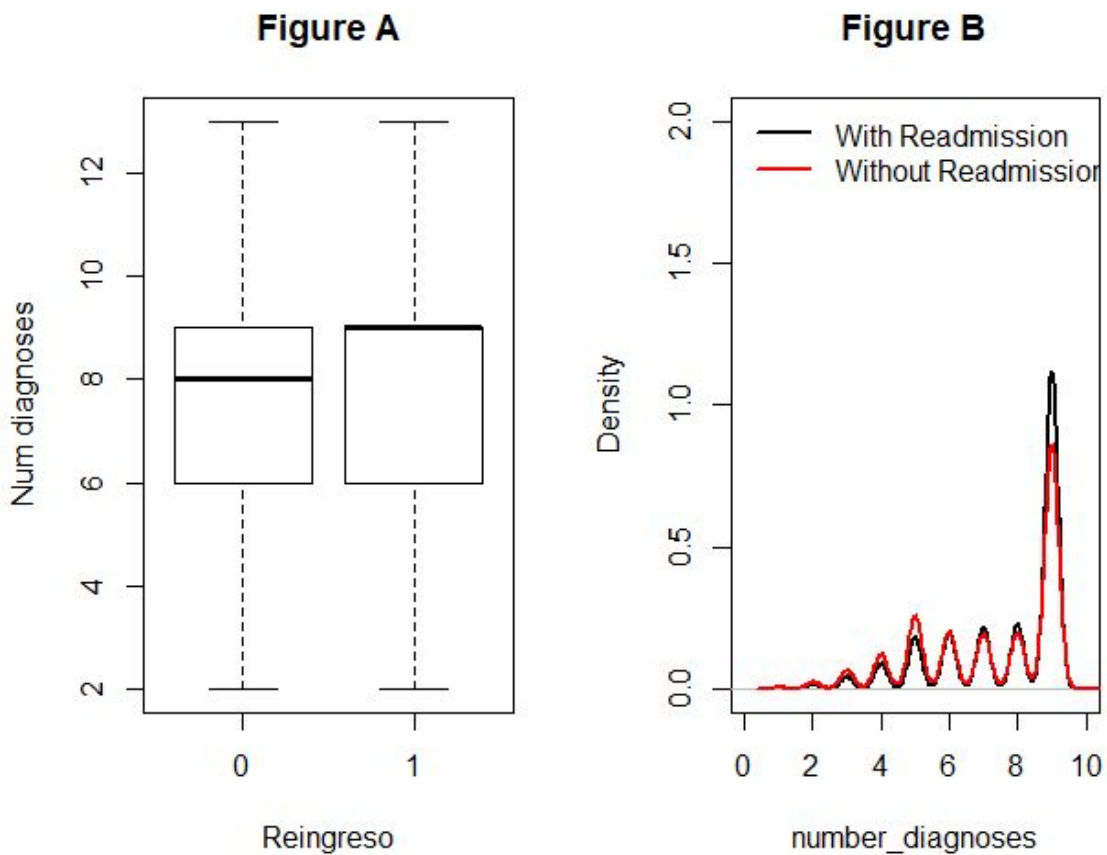 Figure A
Num diagnoses
12
10
8
6
4
2
0 1
Reingreso
Figure B
With Readmission
Without Readmission
Density
2.0
1.5
1.0
0.5
0.0
0 2 4 6 8 10
number_diagnoses